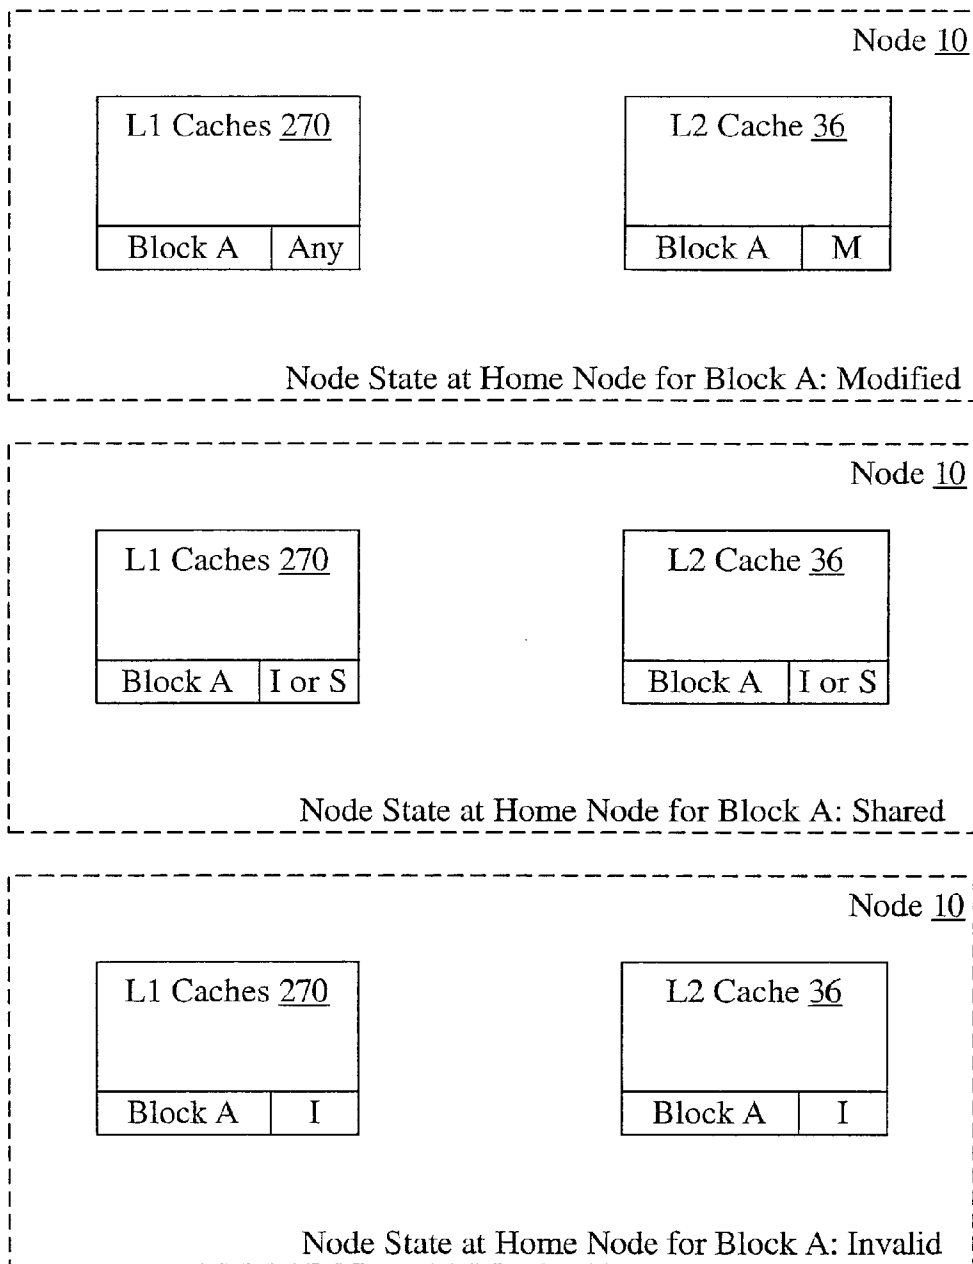 Node 10
L1 Caches 270
L2 Cache 36
Block A Any
Block A M
Node State at Home Node for Block A: Modified
Node 10
L1 Caches 270
L2 Cache 36
Block A I or S
Block A I or S
Node State at Home Node for Block A: Shared
Node 10
L1 Caches 270
L2 Cache 36
Block A I
Block A I
Node State at Home Node for Block A: Invalid